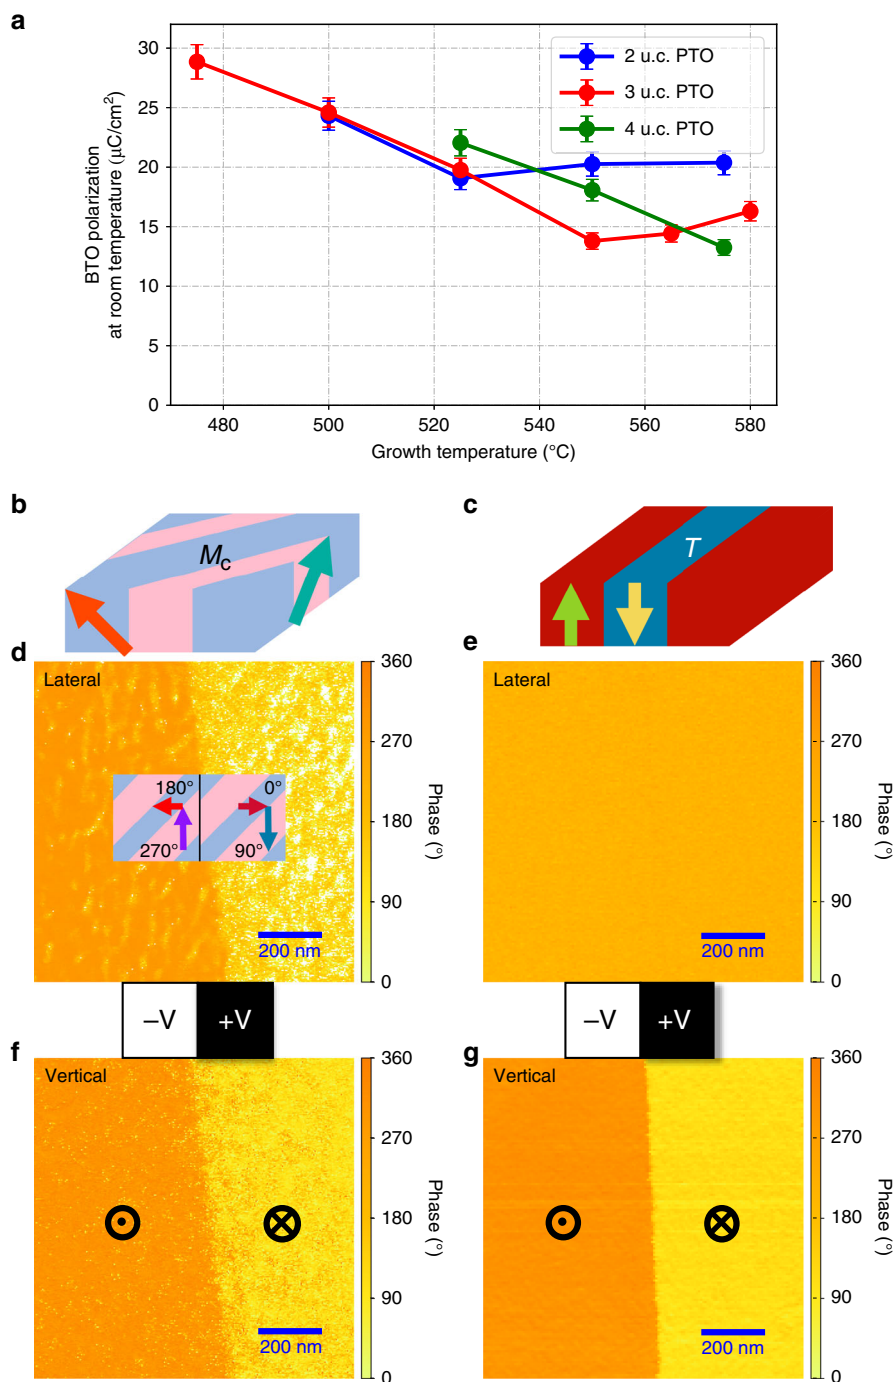 a
BTO polarization
at room temperature (μC/cm²)
30
25
20
15
10
5
0
2 u.c. PTO
3 u.c. PTO
4 u.c. PTO
480
500
520
540
560
580
Growth temperature (°C)
b
M_C
c
T
d
Lateral
180°
0°
270°
90°
200 nm
360
270
180
90
0
Phase (°)
e
Lateral
200 nm
360
270
180
90
0
Phase (°)
–V
+V
–V
+V
f
Vertical
200 nm
360
270
180
90
0
Phase (°)
g
Vertical
200 nm
360
270
180
90
0
Phase (°)